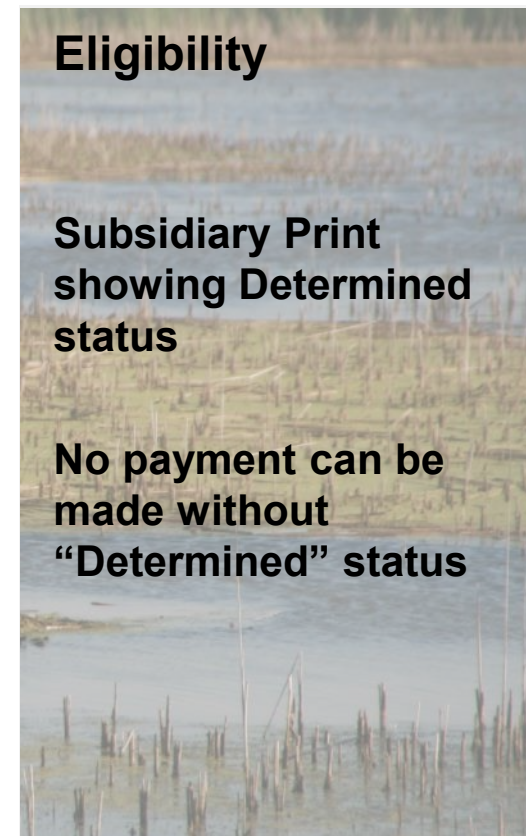 Eligibility
Subsidiary Print
showing Determined
status
No payment can be
made without
“Determined” status